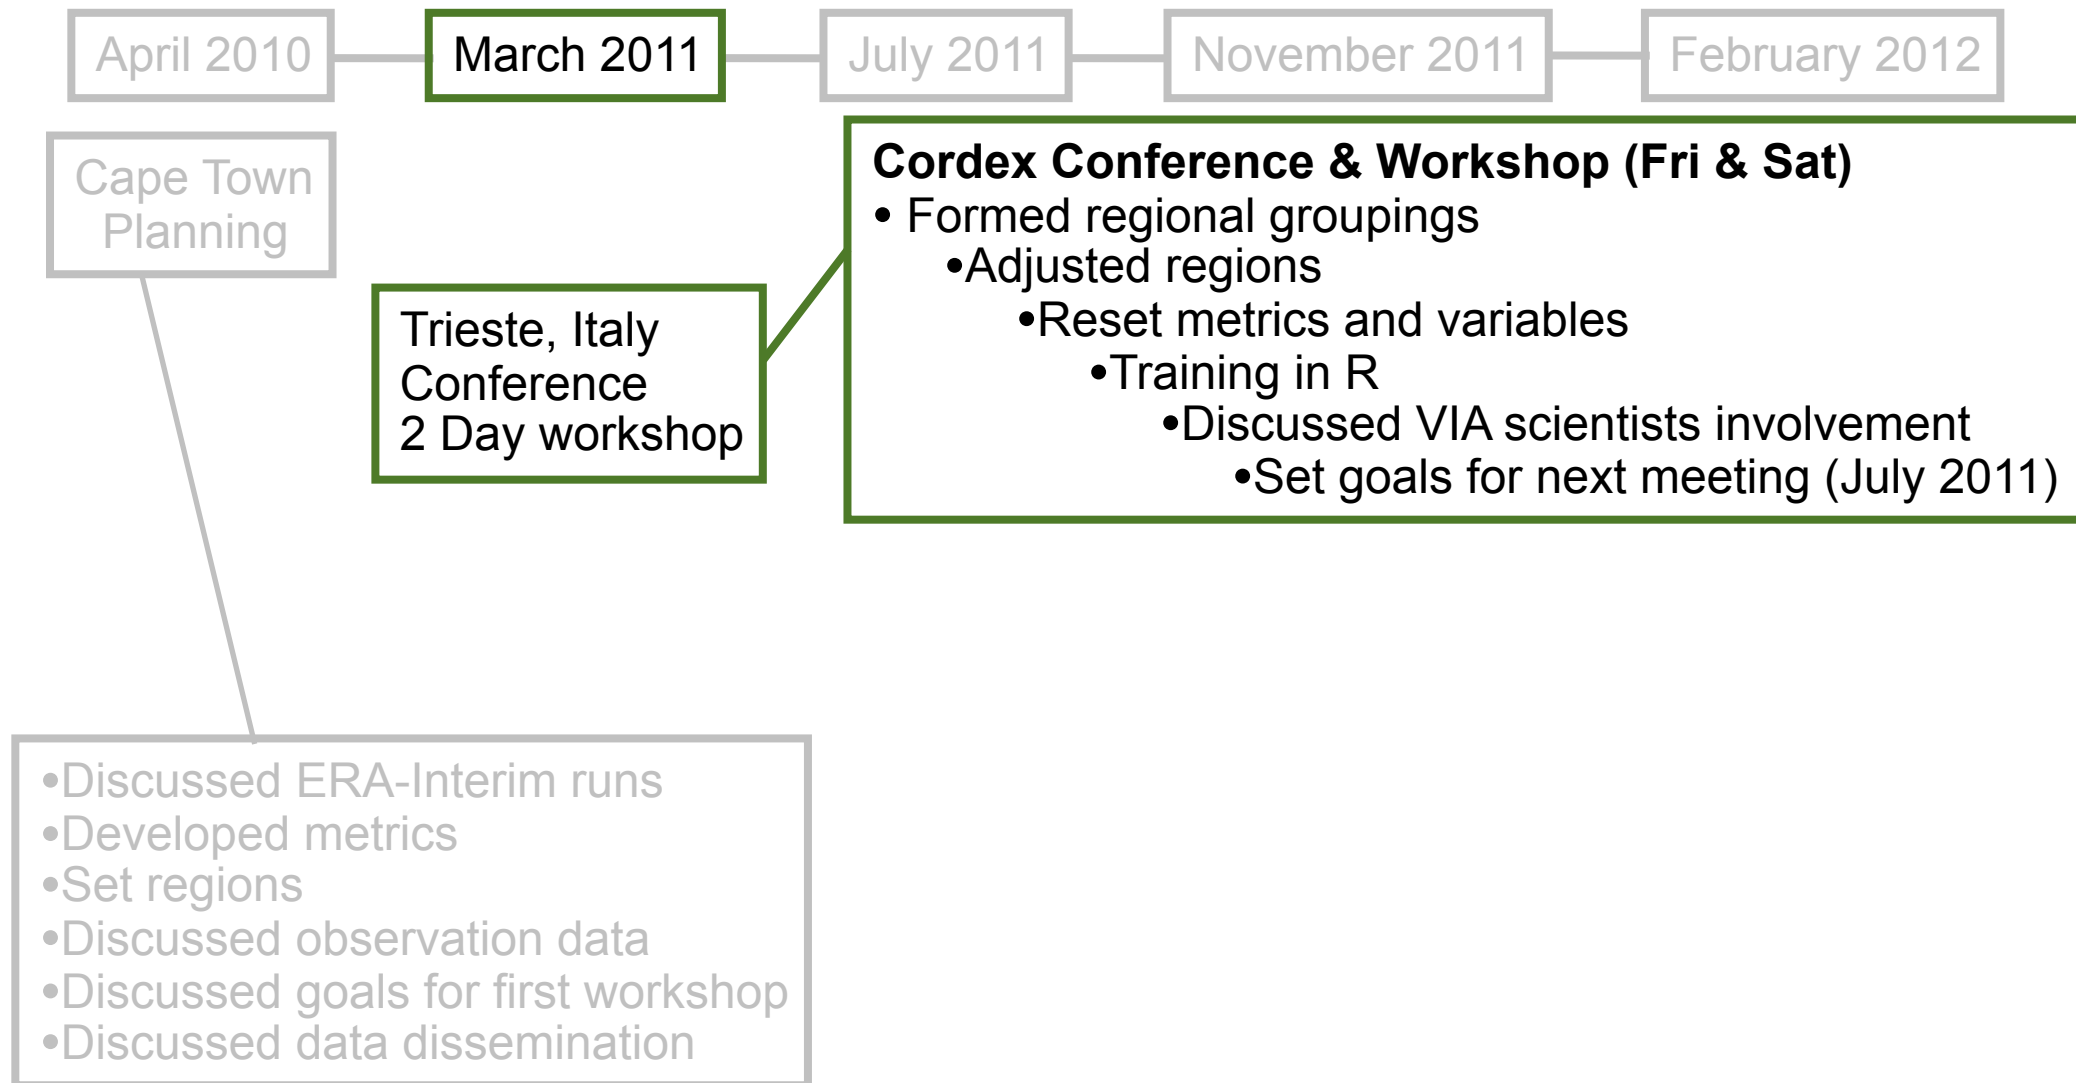 April 2010
March 2011
July 2011
November 2011
February 2012
Cape Town
Planning
Trieste, Italy
Conference
2 Day workshop
Cordex Conference & Workshop (Fri & Sat)
• Formed regional groupings
•Adjusted regions
•Reset metrics and variables
•Training in R
•Discussed VIA scientists involvement
•Set goals for next meeting (July 2011)
•Discussed ERA-Interim runs
•Developed metrics
•Set regions
•Discussed observation data
•Discussed goals for first workshop
•Discussed data dissemination